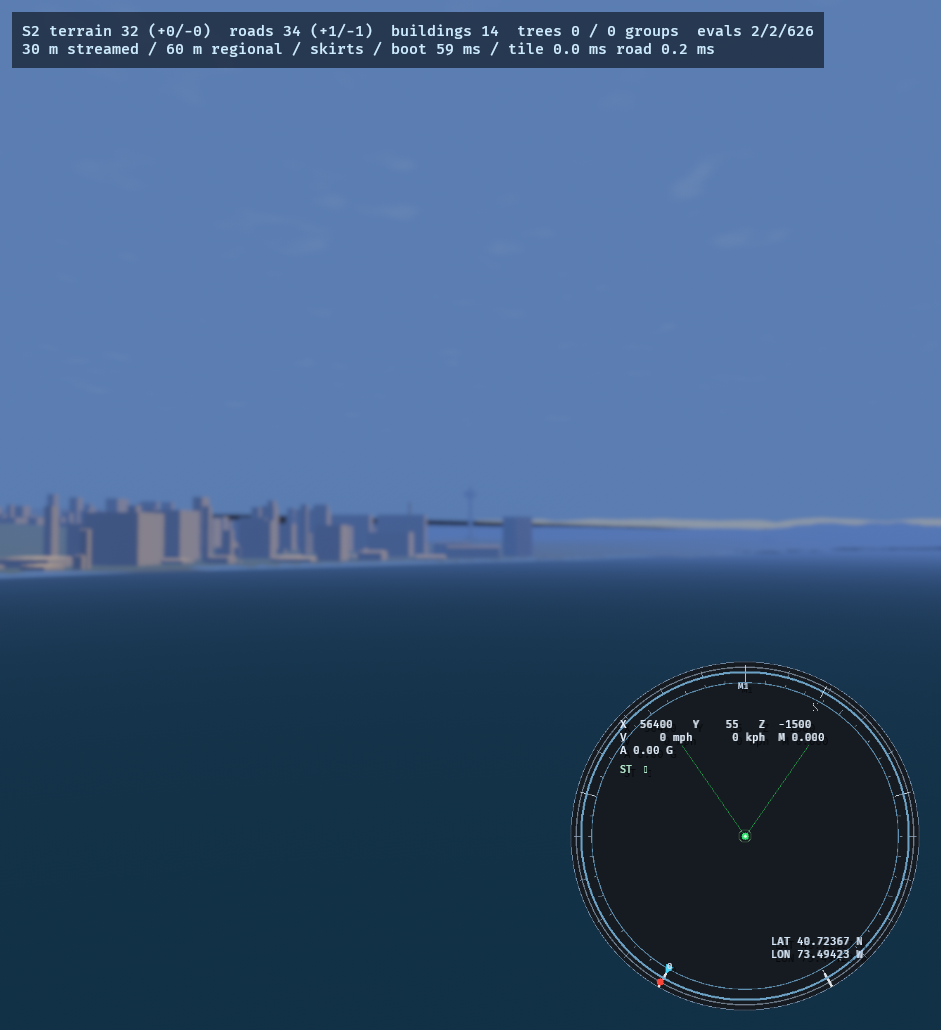 S2 terrain 32 (+0/-0)  roads 34 (+1/-1)  buildings 14  trees 0 / 0 groups  evals 2/2/626
30 m streamed / 60 m regional / skirts / boot 59 ms / tile 0.0 ms road 0.2 ms
M1
X 56400 Y 55 Z -1500
V 0 mph 0 kph M 0.000
A 0.00 G
ST
LAT 40.72367 N
LON 73.49423 W